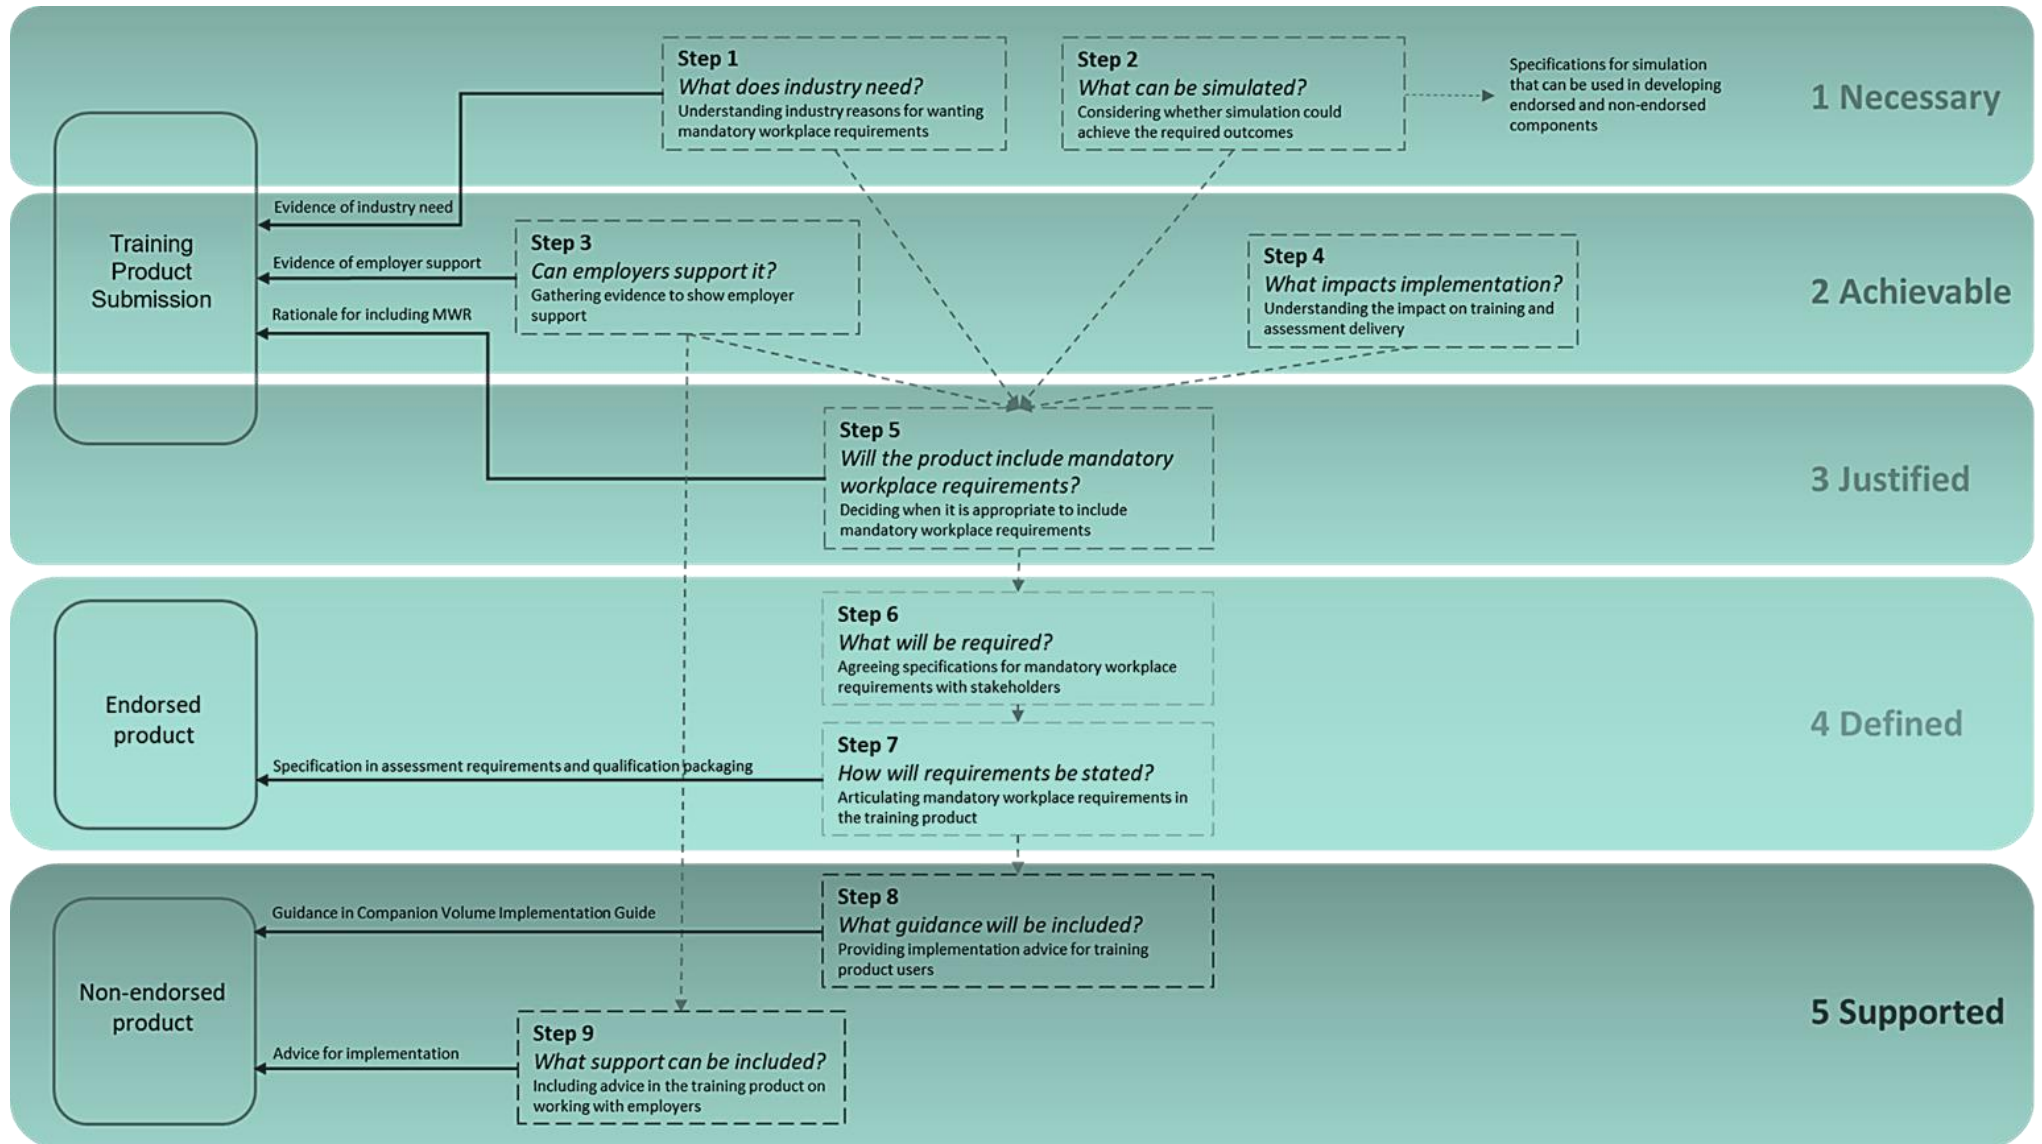 Step 1
What does industry need?
Understanding industry reasons for wanting
mandatory workplace requirements
Step 2
What can be simulated?
Considering whether simulation could
achieve the required outcomes
Specifications for simulation
that can be used in developing
endorsed and non-endorsed
components
1 Necessary
Training
Product
Submission
Evidence of industry need
Evidence of employer support
Rationale for including MWR
Step 3
Can employers support it?
Gathering evidence to show employer
support
Step 4
What impacts implementation?
Understanding the impact on training and
assessment delivery
2 Achievable
Step 5
Will the product include mandatory
workplace requirements?
Deciding when it is appropriate to include
mandatory workplace requirements
3 Justified
Endorsed
product
Step 6
What will be required?
Agreeing specifications for mandatory workplace
requirements with stakeholders
Specification in assessment requirements and qualification packaging
Step 7
How will requirements be stated?
Articulating mandatory workplace requirements in
the training product
4 Defined
Non-endorsed
product
Guidance in Companion Volume Implementation Guide
Step 8
What guidance will be included?
Providing implementation advice for training
product users
Advice for implementation
Step 9
What support can be included?
Including advice in the training product on
working with employers
5 Supported